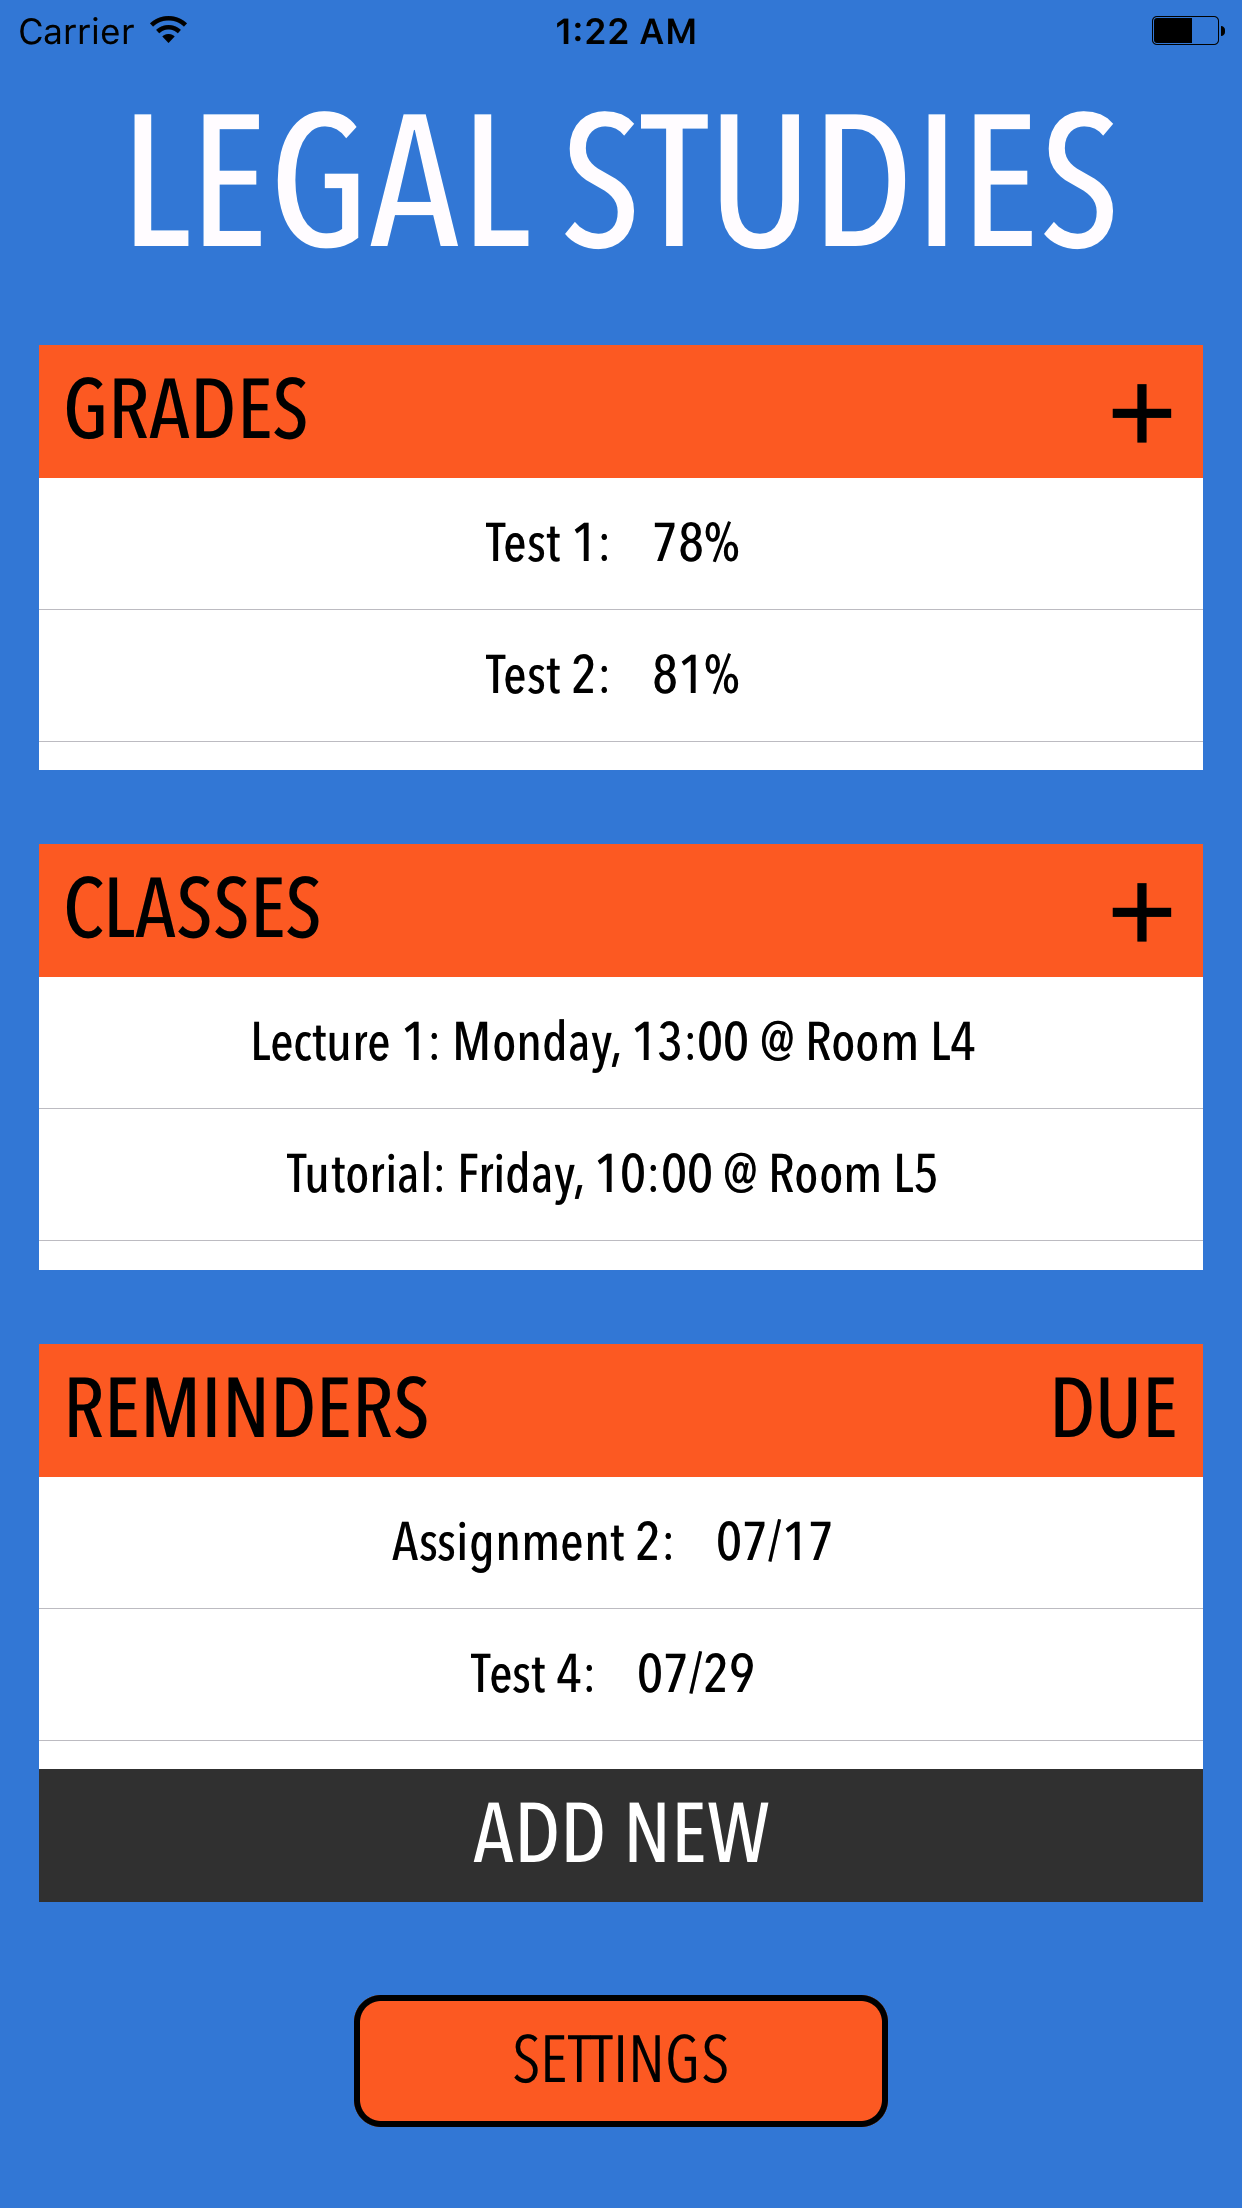 Carrier 1:22 AM
LEGAL STUDIES
GRADES +
Test 1: 78%
Test 2: 81%
CLASSES +
Lecture 1: Monday, 13:00 @ Room L4
Tutorial: Friday, 10:00 @ Room L5
REMINDERS DUE
Assignment 2: 07/17
Test 4: 07/29
ADD NEW
SETTINGS